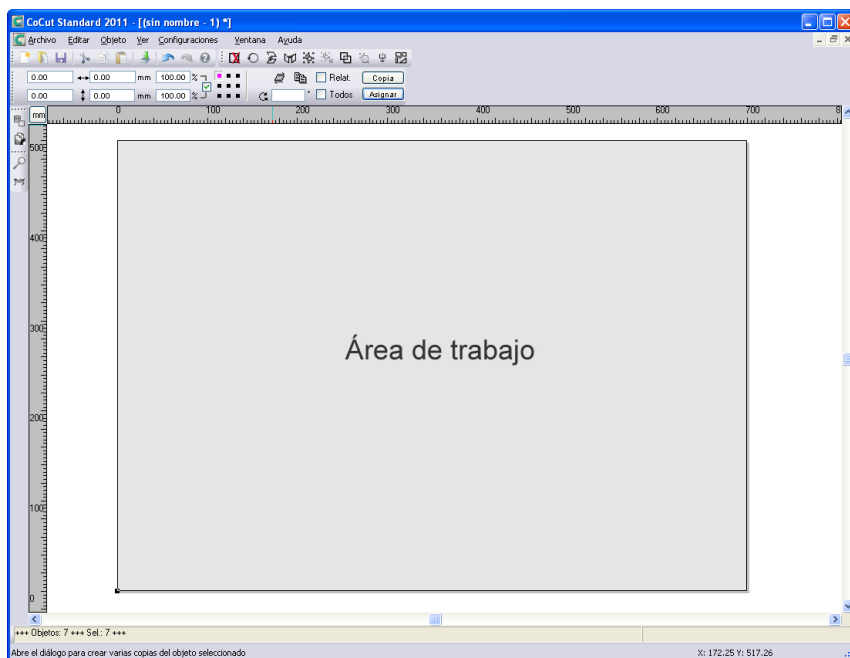 CoCut Standard 2011 - [(sin nombre - 1) *]
Archivo Editar Objeto Ver Configuraciones Ventana Ayuda
0.00 0.00 mm 100.00 % Relat. Copia
0.00 0.00 mm 100.00 % ° Todos Asignar
mm 0 100 200 300 400 500 600 700 8
500
400
300
200
100
0
Área de trabajo
+++ Objetos: 7 +++ Sel.: 7 +++
Abre el diálogo para crear varias copias del objeto seleccionado X: 172.25 Y: 517.26